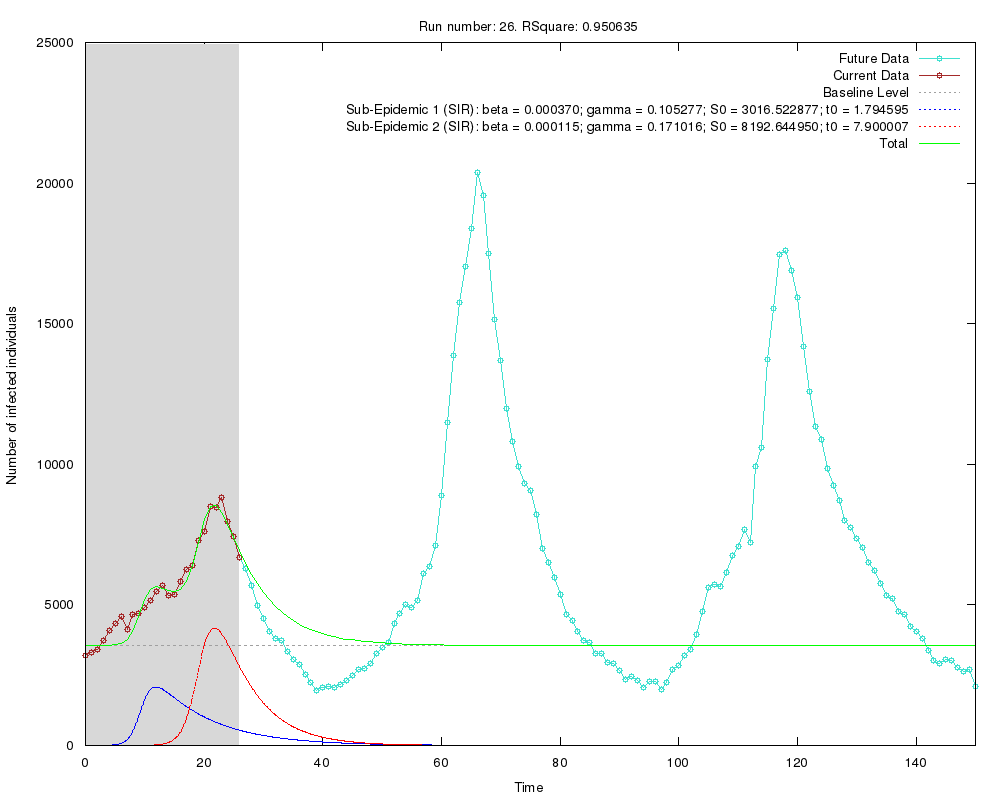 Run number: 26. RSquare: 0.950635
25000
20000
15000
10000
5000
0
Number of infected individuals
Future Data
Current Data
Baseline Level
Sub-Epidemic 1 (SIR): beta = 0.000370; gamma = 0.105277; S0 = 3016.522877; t0 = 1.794595
Sub-Epidemic 2 (SIR): beta = 0.000115; gamma = 0.171016; S0 = 8192.644950; t0 = 7.900007
Total
0 20 40 60 80 100 120 140
Time